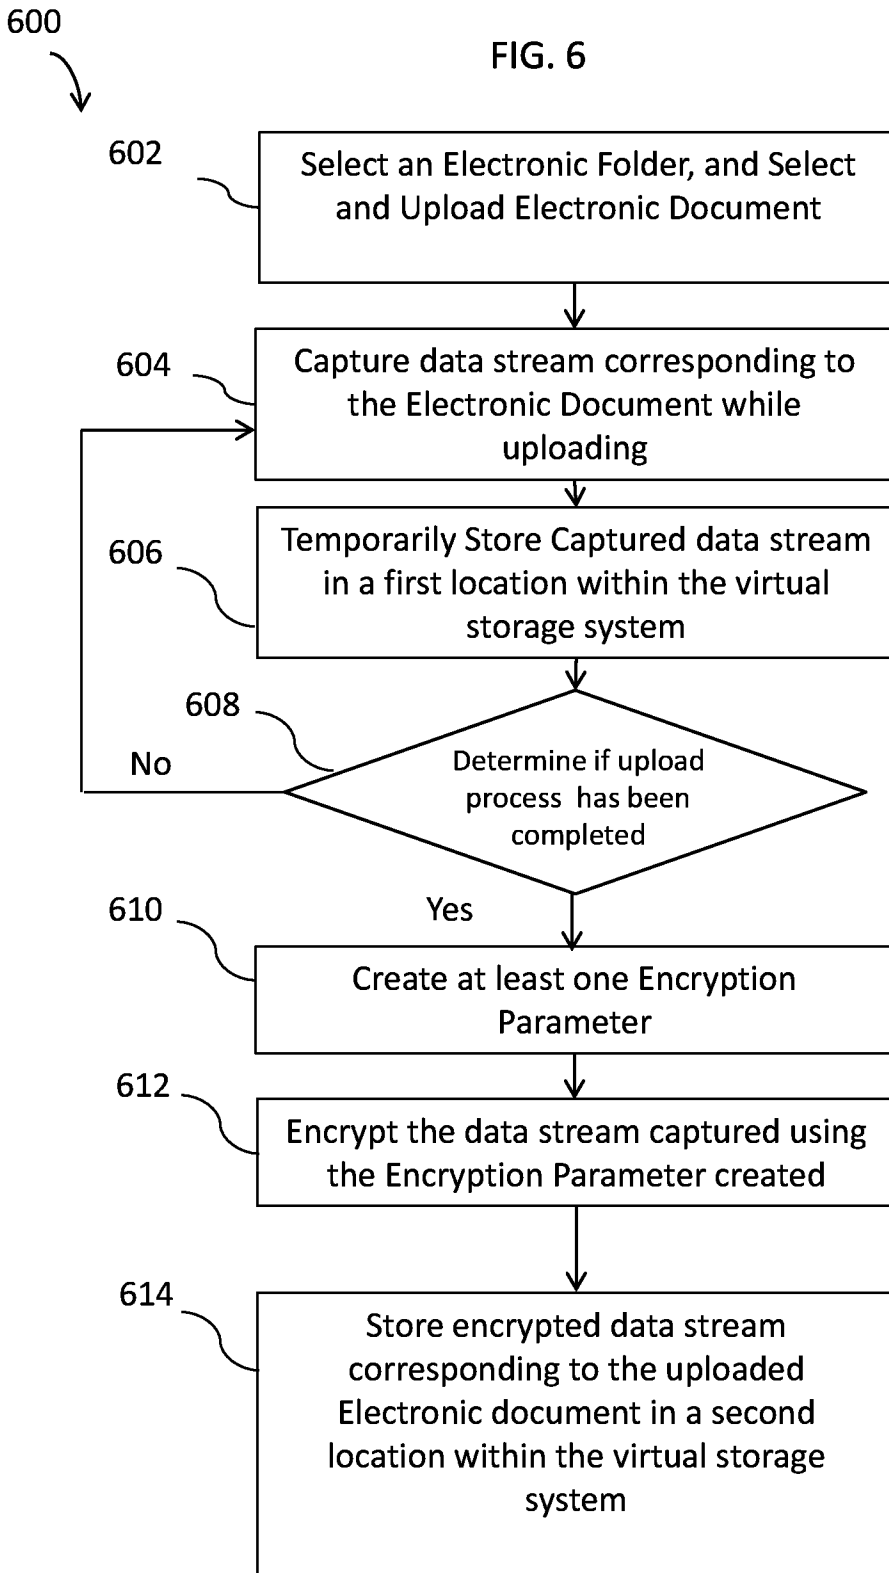 600
FIG. 6
602
Select an Electronic Folder, and Select
and Upload Electronic Document
604
Capture data stream corresponding to
the Electronic Document while
uploading
606
Temporarily Store Captured data stream
in a first location within the virtual
storage system
608
Determine if upload
process has been
completed
No
Yes
610
Create at least one Encryption
Parameter
612
Encrypt the data stream captured using
the Encryption Parameter created
614
Store encrypted data stream
corresponding to the uploaded
Electronic document in a second
location within the virtual storage
system